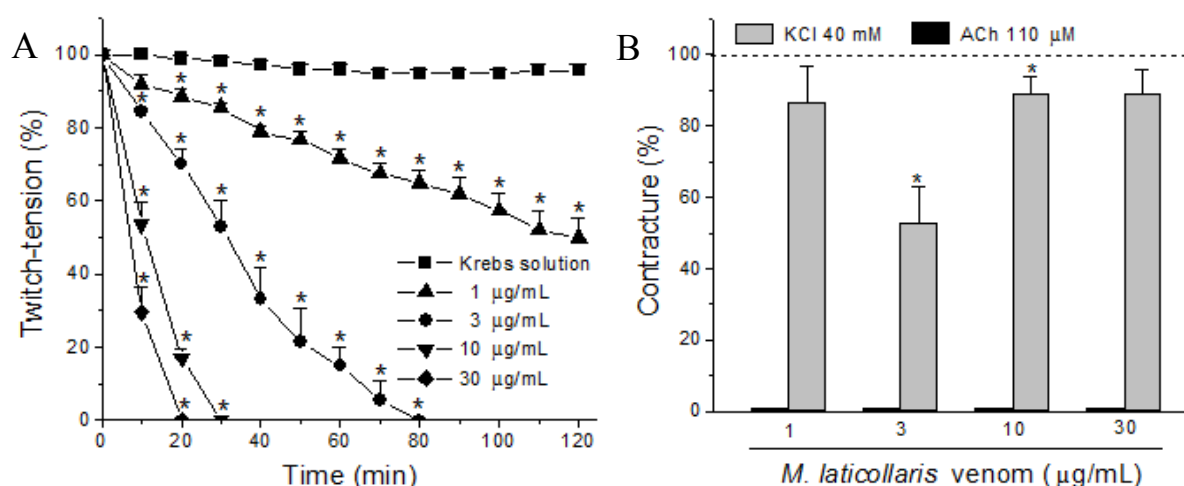 A
100
80
60
40
20
0
Twitch-tension (%)
* * * * * * * * * * *
* * * * * * * *
* * *
* *
Krebs solution
1 µg/mL
3 µg/mL
10 µg/mL
30 µg/mL
0 20 40 60 80 100 120
Time (min)
B
KCl 40 mM ACh 110 µM
100
80
60
40
20
0
Contracture (%)
* *
1 3 10 30
M. laticollaris venom (µg/mL)